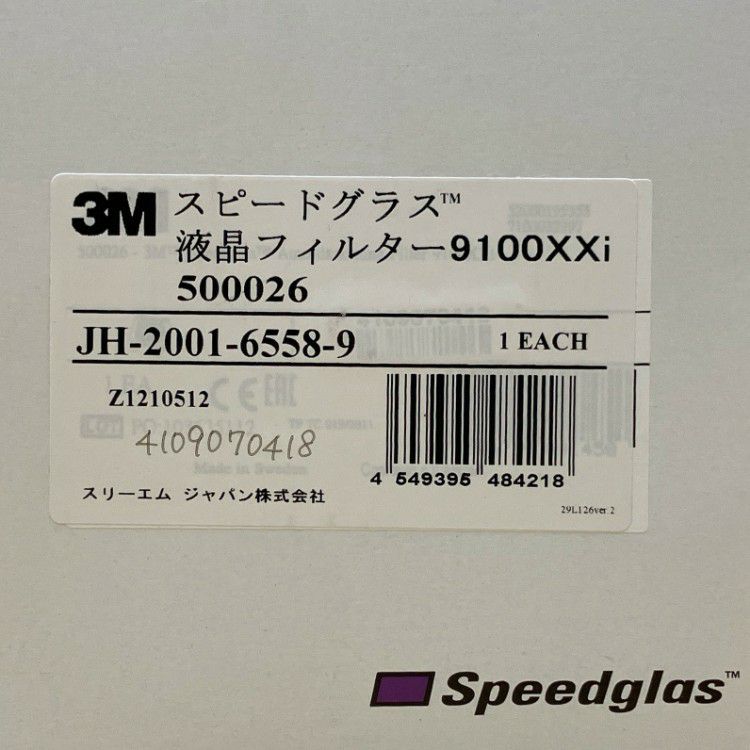 3M スピードグラス™
液晶フィルター9100XXi
500026
JH-2001-6558-9 1 EACH
Z1210512
4109070418
4 549395 484218
スリーエム ジャパン株式会社
29L126ver.2
Made in Sweden
Speedglas™